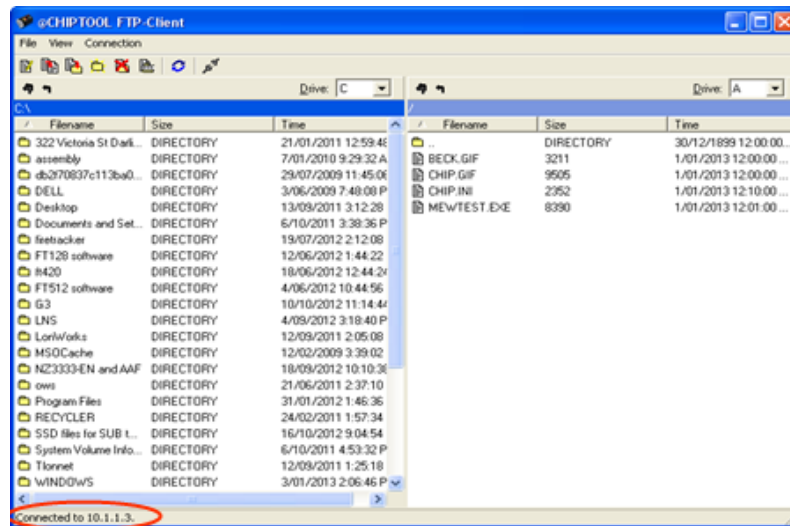 @CHIPTOOL FTP-Client
File View Connection
Drive: C
Drive: A
C:\
/
/ Filename Size Time
/ Filename Size Time
322 Victoria St Darli... DIRECTORY 21/01/2011 12:59:48
.. DIRECTORY 30/12/1899 12:00:00...
assembly DIRECTORY 7/01/2010 9:29:32 A
BECK.GIF 3211 1/01/2013 12:00:00 ...
db2f70837c113ba0... DIRECTORY 29/07/2009 11:45:06
CHIP.GIF 9505 1/01/2013 12:00:00 ...
DELL DIRECTORY 3/06/2009 7:48:08 P
CHIP.INI 2352 1/01/2013 12:10:00 ...
Desktop DIRECTORY 13/09/2011 3:12:28
MEWTEST.EXE 8390 1/01/2013 12:01:00 ...
Documents and Set... DIRECTORY 6/10/2011 3:38:36 P
firetracker DIRECTORY 19/07/2012 2:12:08
FT128 software DIRECTORY 12/06/2012 1:44:22
ft420 DIRECTORY 18/06/2012 12:44:24
FT512 software DIRECTORY 4/06/2012 10:44:56
G3 DIRECTORY 10/10/2012 11:14:44
LNS DIRECTORY 4/09/2012 3:18:40 P
LonWorks DIRECTORY 12/09/2011 2:05:08
MSOCache DIRECTORY 12/02/2009 3:39:02
NZ3333-EN and AAF DIRECTORY 18/09/2012 10:10:38
ows DIRECTORY 21/06/2011 2:37:10
Program Files DIRECTORY 31/01/2012 1:46:36
RECYCLER DIRECTORY 24/02/2011 1:57:34
SSD files for SUB t... DIRECTORY 16/10/2012 9:04:54
System Volume Info... DIRECTORY 6/10/2011 4:53:32 P
Tlonnet DIRECTORY 12/09/2011 1:25:18
WINDOWS DIRECTORY 3/01/2013 2:06:46 P
Connected to 10.1.1.3.